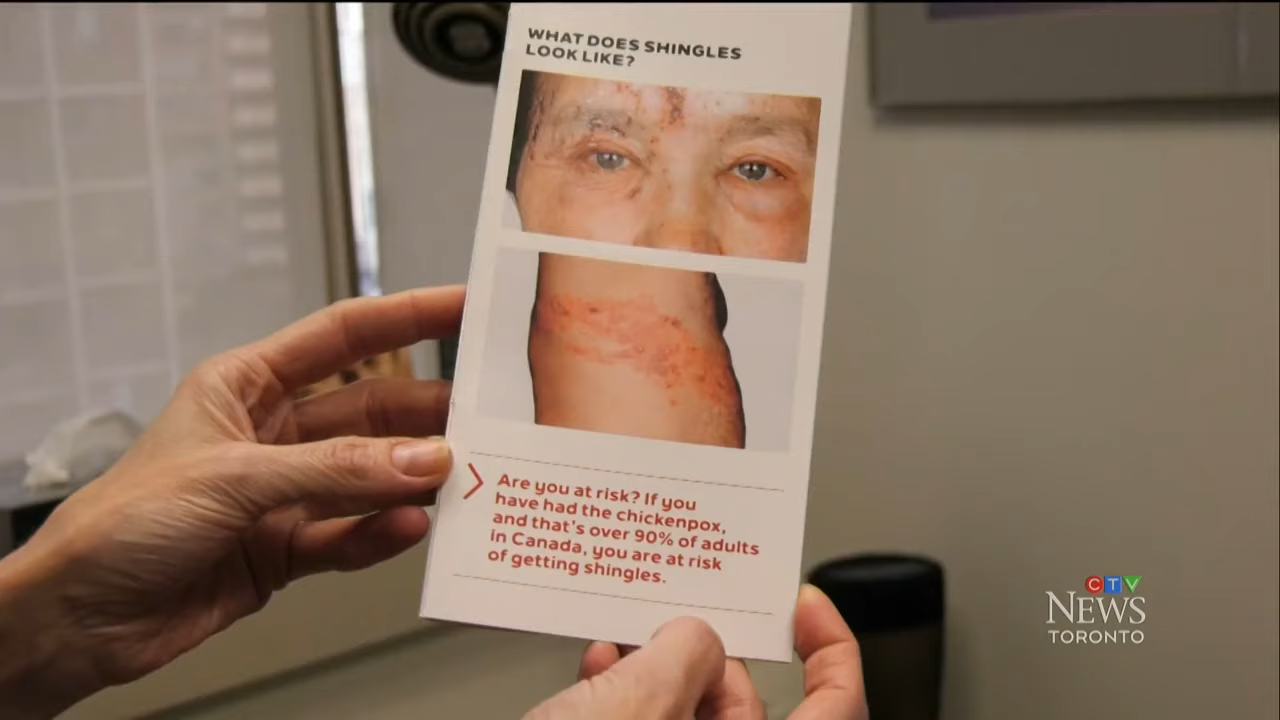 WHAT DOES SHINGLES
LOOK LIKE?
Are you at risk? If you
have had the chickenpox,
and that's over 90% of adults
in Canada, you are at risk
of getting shingles.
CTV
NEWS
TORONTO